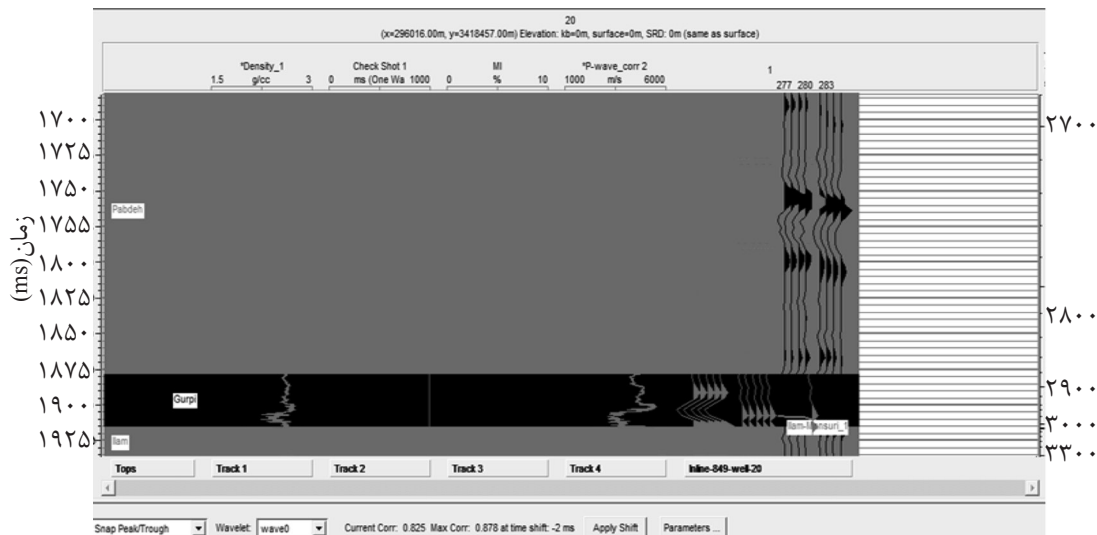 20
(x=296016.00m, y=3418457.00m) Elevation: kb=0m, surface=0m, SRD: 0m (same as surface)
*Density_1 Check Shot 1 MI *P-wave_corr 2 1
1.5 g/cc 3 0 ms (One Wa 1000 0 % 10 1000 m/s 6000 277 280 283
۱۷۰۰ ۲۷۰۰
۱۷۲۵
۱۷۵۰
Pabdeh
۱۷۵۵
زمان (ms)
۱۸۰۰
۱۸۲۵
۲۸۰۰
۱۸۵۰
۱۸۷۵
۲۹۰۰
Gurpi
۱۹۰۰
Ilam-Mansuri_1 ۳۰۰۰
۱۹۲۵ Ilam
۳۳۰۰
Tops Track 1 Track 2 Track 3 Track 4 Inline-849-well-20
Snap Peak/Trough Wavelet: wave0 Current Corr: 0.825 Max Corr: 0.878 at time shift: -2 ms Apply Shift Parameters ...